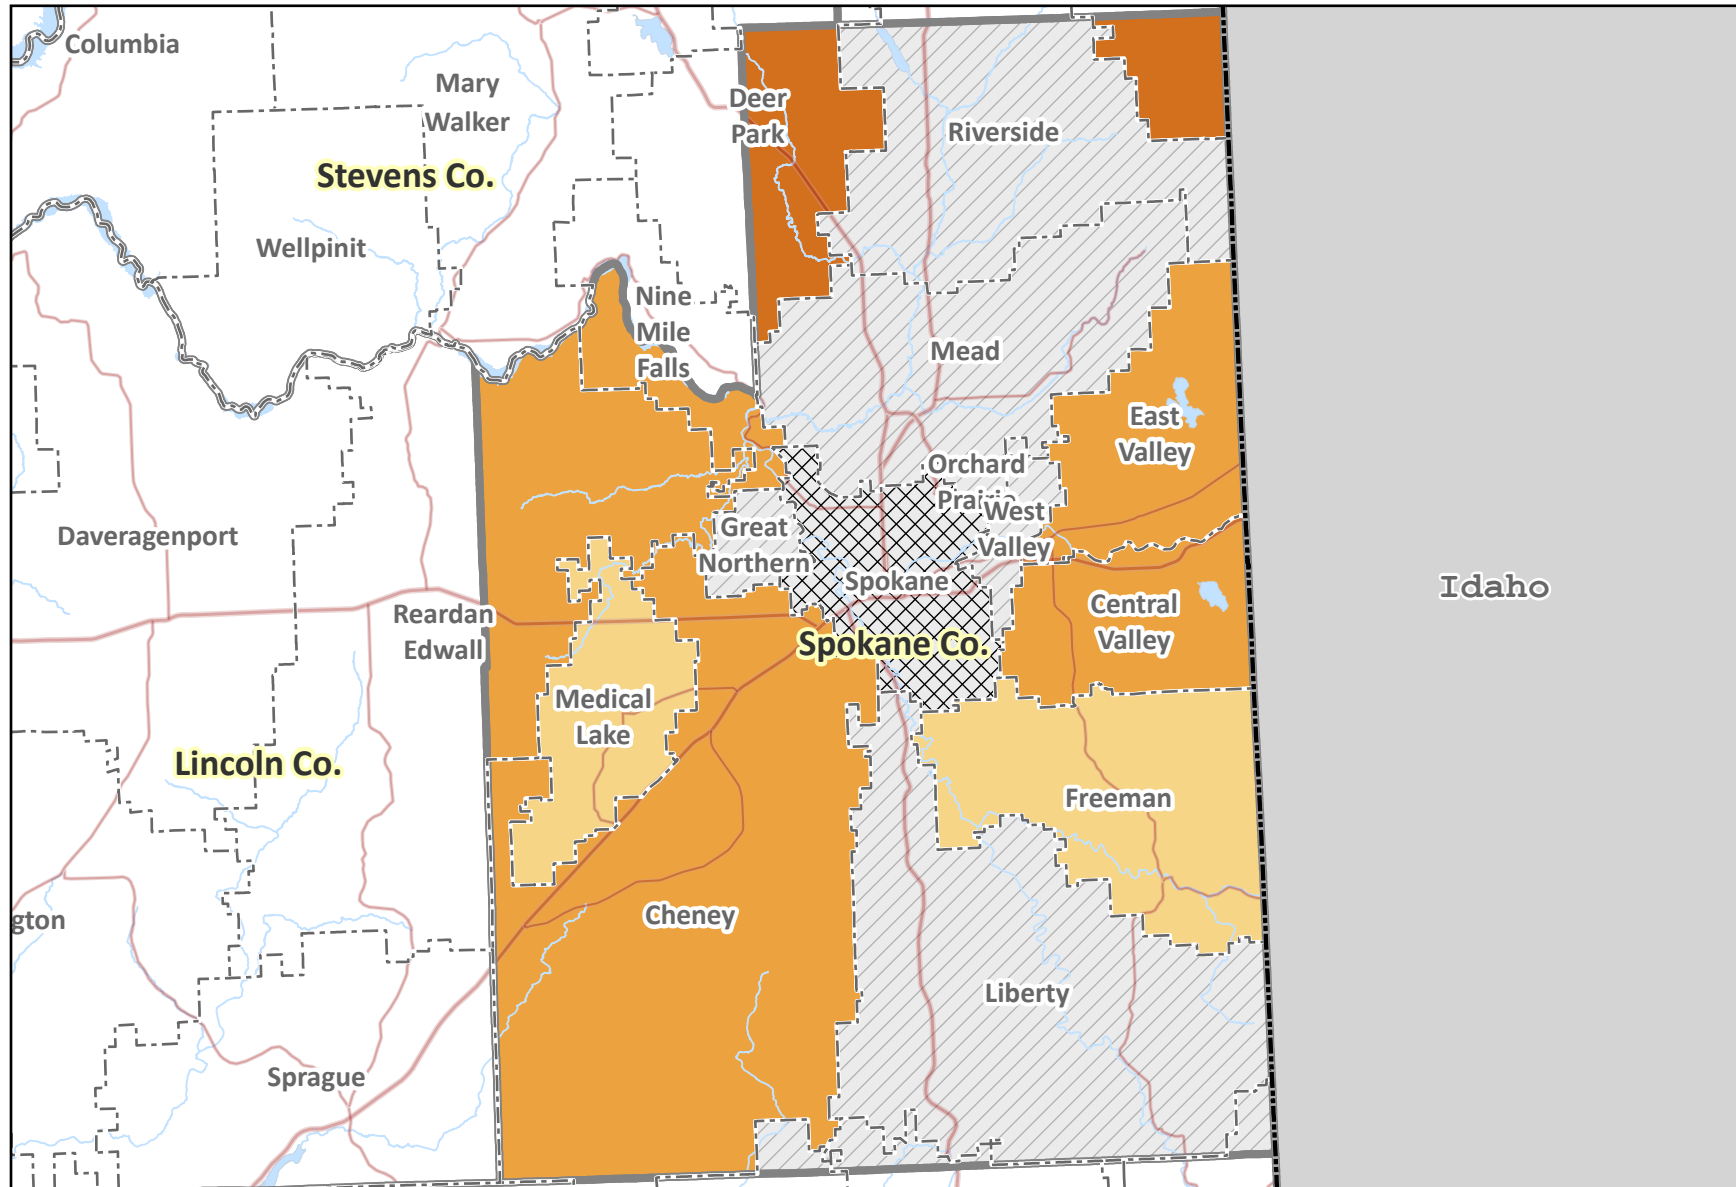 Columbia
Mary
Walker
Stevens Co.
Wellpinit
Deer
Park
Riverside
Nine
Mile
Falls
Mead
East
Valley
Orchard
Prairie
West
Valley
Great
Northern
Spokane
Daveragenport
Reardan
Edwall
Central
Valley
Idaho
Spokane Co.
Medical
Lake
Lincoln Co.
Freeman
gton
Cheney
Liberty
Sprague